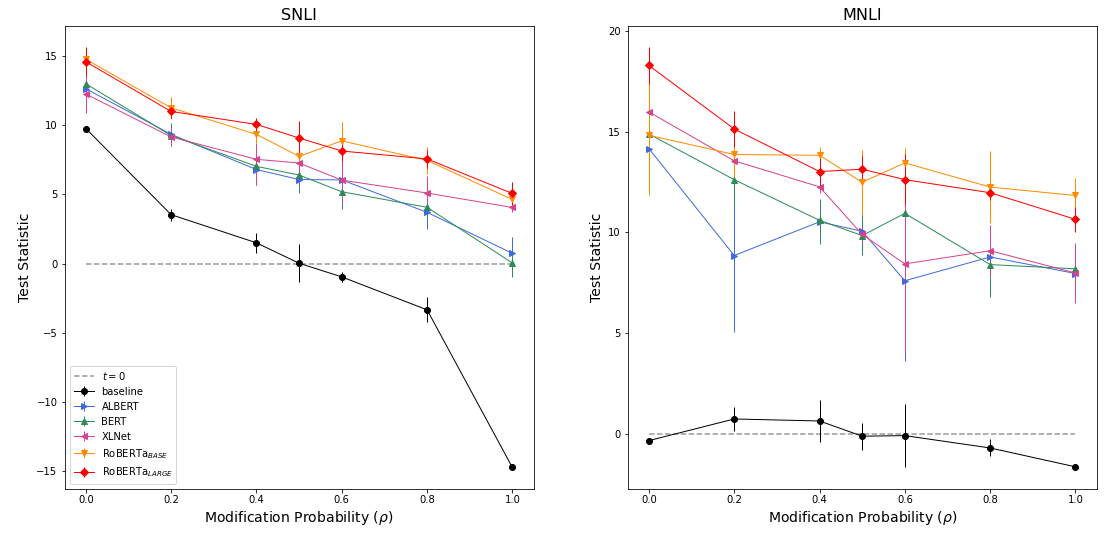 SNLI
Test Statistic
15
10
5
0
−5
−10
−15
t = 0
baseline
ALBERT
BERT
XLNet
RoBERTa_BASE
RoBERTa_LARGE
0.0 0.2 0.4 0.6 0.8 1.0
Modification Probability (ρ)
MNLI
Test Statistic
20
15
10
5
0
0.0 0.2 0.4 0.6 0.8 1.0
Modification Probability (ρ)